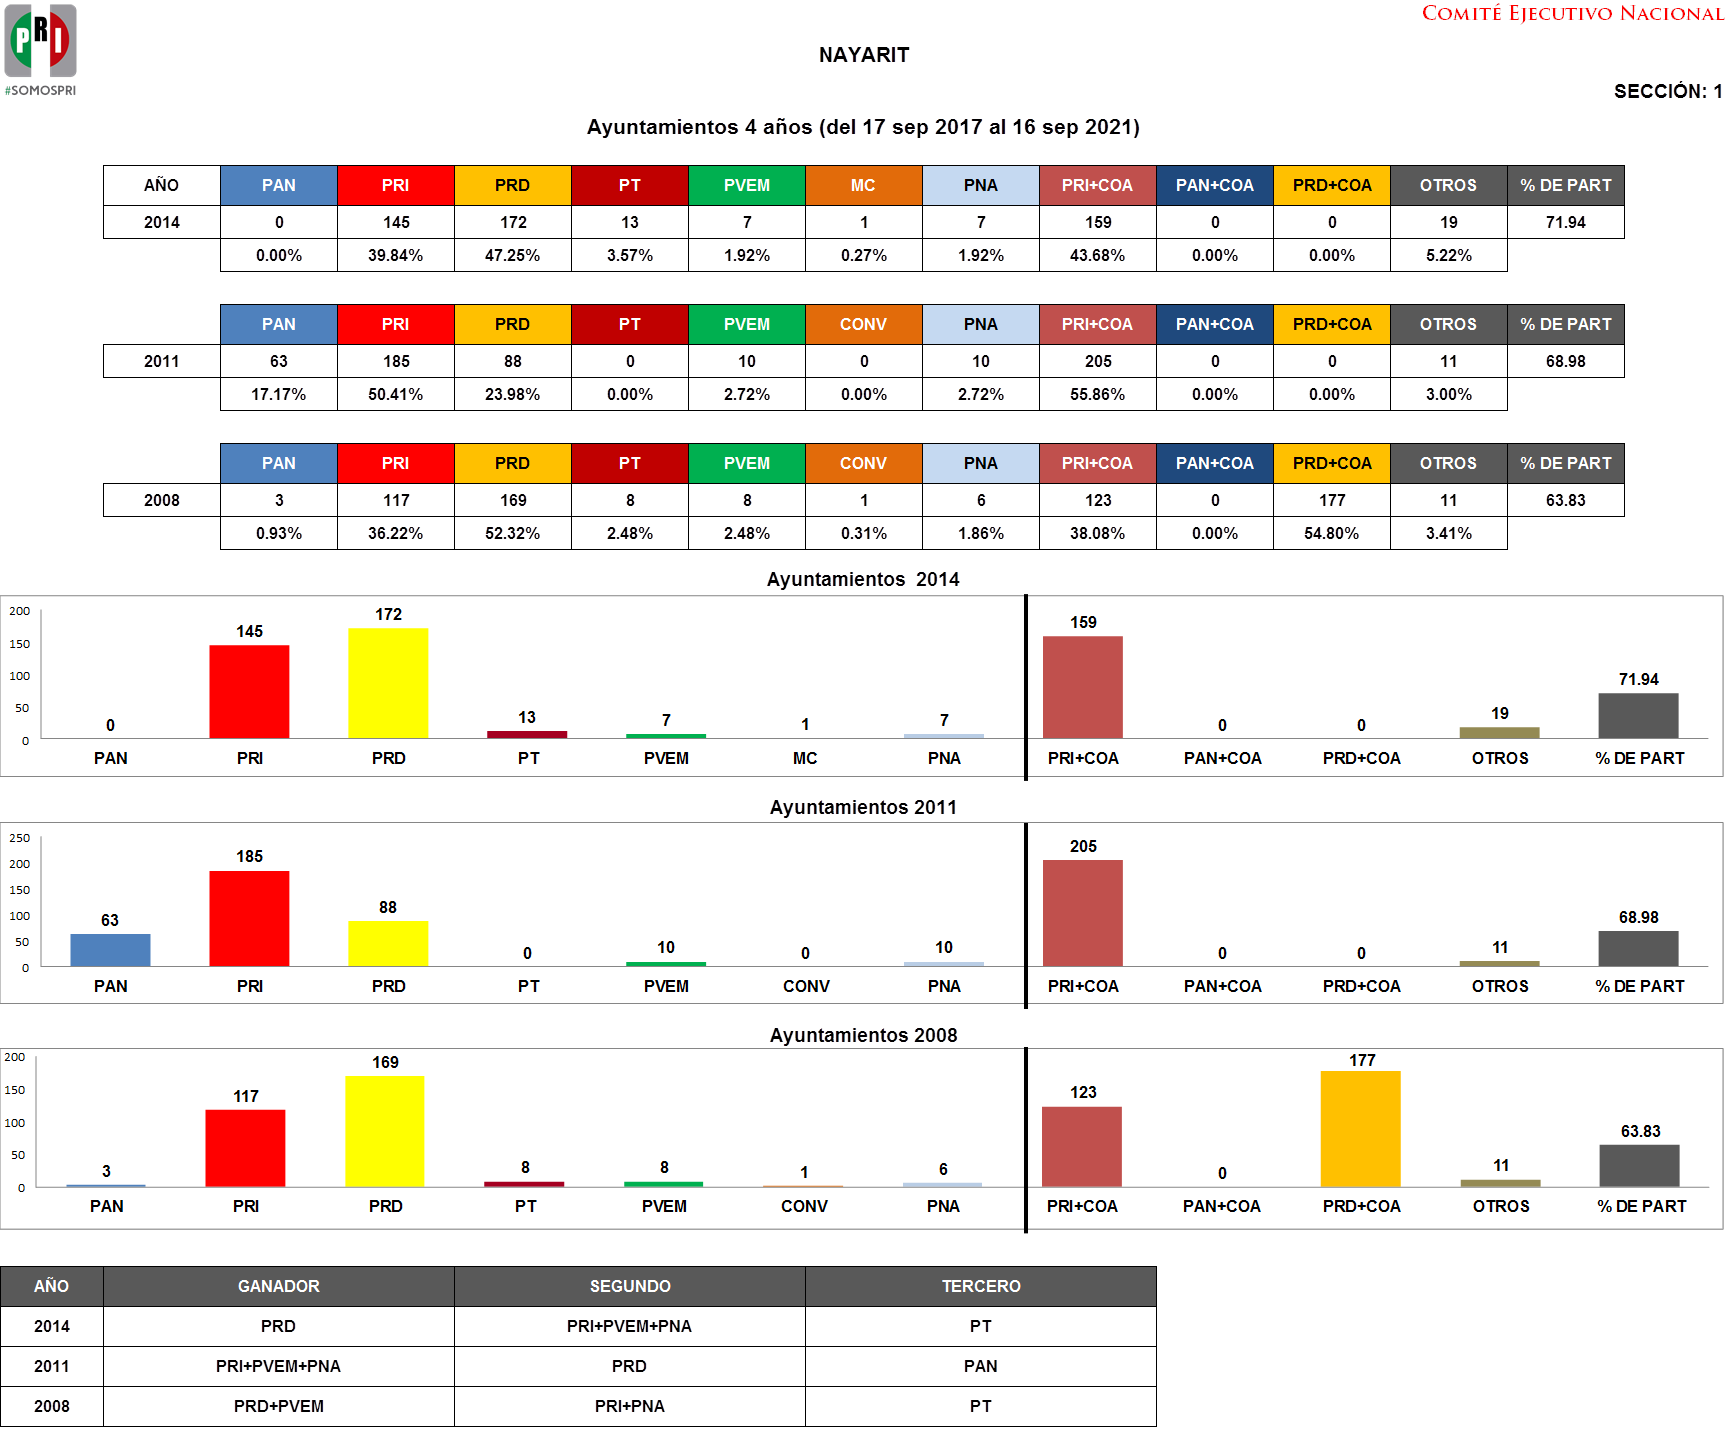 COMITÉ EJECUTIVO NACIONAL
PRI
#SOMOSPRI
NAYARIT
SECCIÓN: 1
Ayuntamientos 4 años (del 17 sep 2017 al 16 sep 2021)
AÑO PAN PRI PRD PT PVEM MC PNA PRI+COA PAN+COA PRD+COA OTROS % DE PART
2014 0 145 172 13 7 1 7 159 0 0 19 71.94
0.00% 39.84% 47.25% 3.57% 1.92% 0.27% 1.92% 43.68% 0.00% 0.00% 5.22%
PAN PRI PRD PT PVEM CONV PNA PRI+COA PAN+COA PRD+COA OTROS % DE PART
2011 63 185 88 0 10 0 10 205 0 0 11 68.98
17.17% 50.41% 23.98% 0.00% 2.72% 0.00% 2.72% 55.86% 0.00% 0.00% 3.00%
PAN PRI PRD PT PVEM CONV PNA PRI+COA PAN+COA PRD+COA OTROS % DE PART
2008 3 117 169 8 8 1 6 123 0 177 11 63.83
0.93% 36.22% 52.32% 2.48% 2.48% 0.31% 1.86% 38.08% 0.00% 54.80% 3.41%
Ayuntamientos 2014
200
150
100
50
0
0 145 172 13 7 1 7 159 0 0 19 71.94
PAN PRI PRD PT PVEM MC PNA PRI+COA PAN+COA PRD+COA OTROS % DE PART
Ayuntamientos 2011
250
200
150
100
50
0
63 185 88 0 10 0 10 205 0 0 11 68.98
PAN PRI PRD PT PVEM CONV PNA PRI+COA PAN+COA PRD+COA OTROS % DE PART
Ayuntamientos 2008
200
150
100
50
0
3 117 169 8 8 1 6 123 0 177 11 63.83
PAN PRI PRD PT PVEM CONV PNA PRI+COA PAN+COA PRD+COA OTROS % DE PART
AÑO GANADOR SEGUNDO TERCERO
2014 PRD PRI+PVEM+PNA PT
2011 PRI+PVEM+PNA PRD PAN
2008 PRD+PVEM PRI+PNA PT